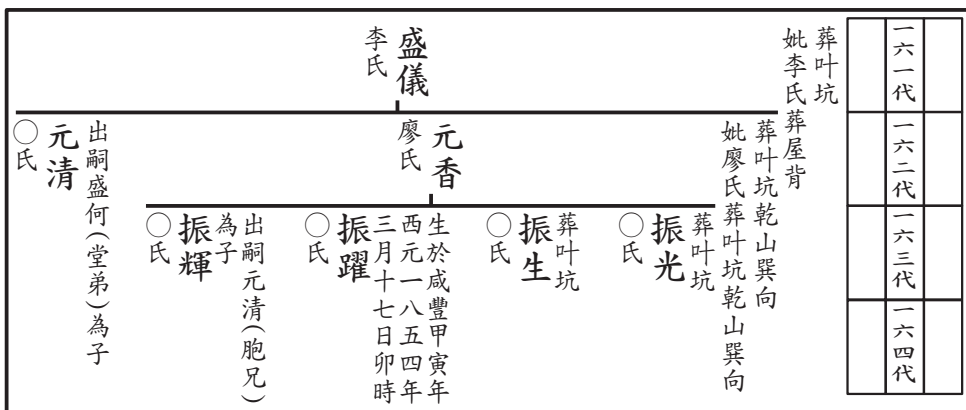 一六一代
一六二代
一六三代
一六四代
葬叶坑
妣李氏葬屋背
盛儀
李氏
葬叶坑乾山巽向
妣廖氏葬叶坑乾山巽向
元香
廖氏
出嗣盛何(堂弟)為子
元清
○氏
葬叶坑
振光
○氏
葬叶坑
振生
○氏
生於咸豐甲寅年
西元一八五四年
三月十七日卯時
振躍
○氏
出嗣元清(胞兄)
為子
振輝
○氏